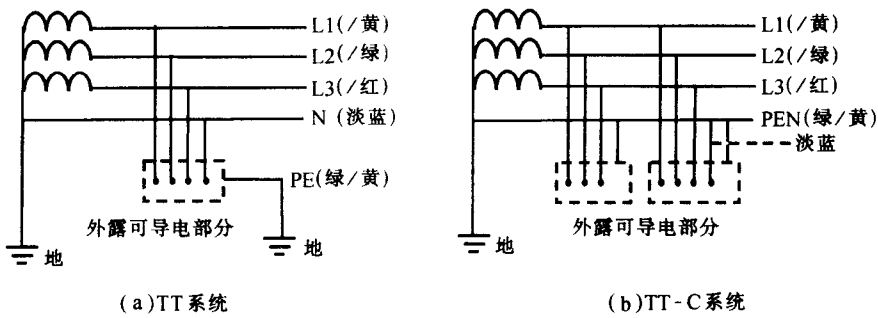 L1(/黄)
L2(/绿)
L3(/红)
N (淡蓝)
PE(绿/黄)
外露可导电部分
地
地
(a)TT系统
L1(/黄)
L2(/绿)
L3(/红)
PEN(绿/黄)
淡蓝
外露可导电部分
地
(b)TT-C系统